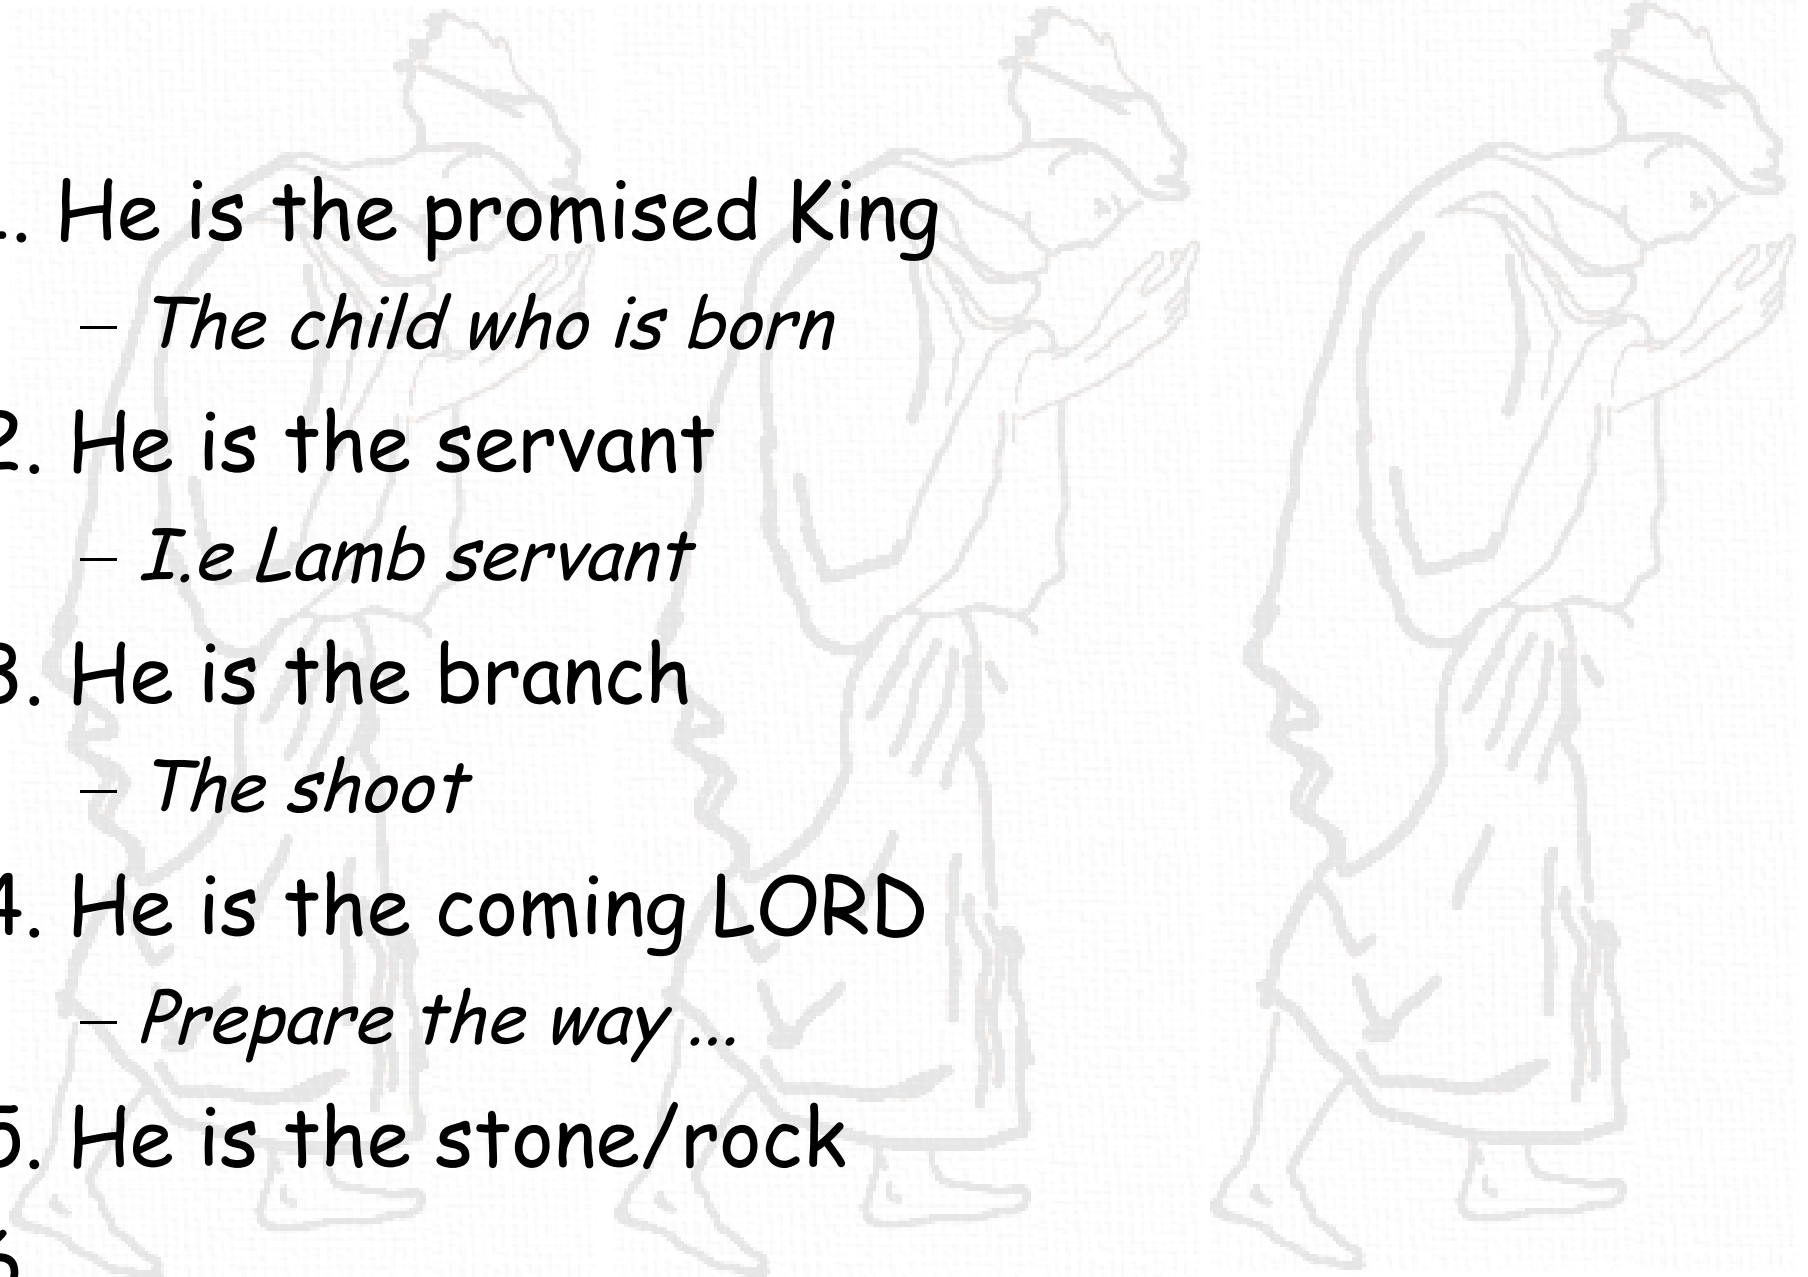 . He is the promised King
– The child who is born
2. He is the servant
– I.e Lamb servant
3. He is the branch
– The shoot
4. He is the coming LORD
– Prepare the way ...
5. He is the stone/rock
6